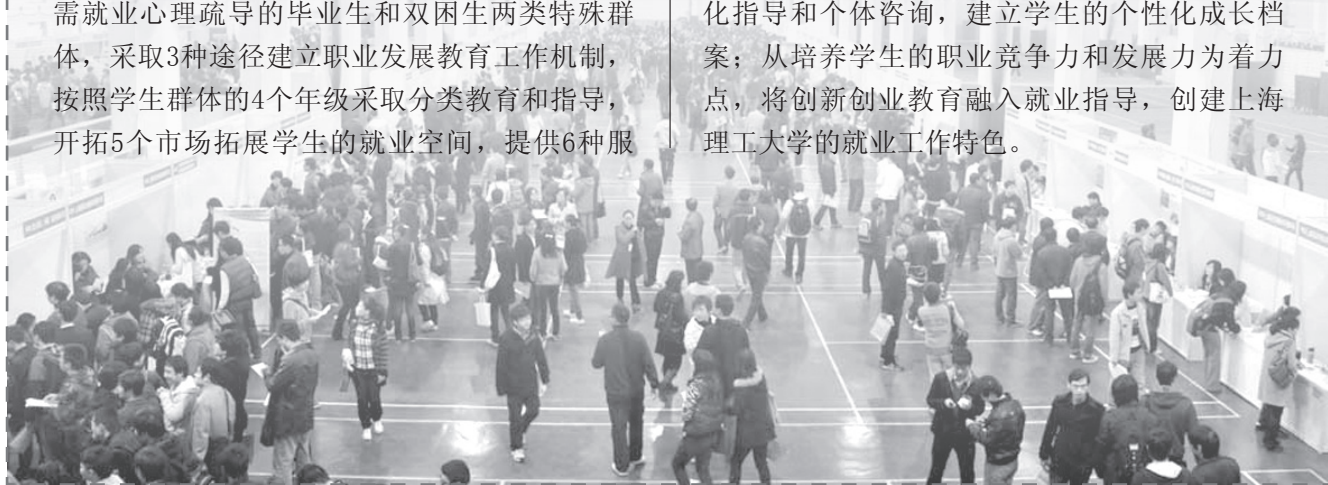 需就业心理疏导的毕业生和双困生两类特殊群
体，采取3种途径建立职业发展教育工作机制，
按照学生群体的4个年级采取分类教育和指导，
开拓5个市场拓展学生的就业空间，提供6种服
化指导和个体咨询，建立学生的个性化成长档
案；从培养学生的职业竞争力和发展力为着力
点，将创新创业教育融入就业指导，创建上海
理工大学的就业工作特色。